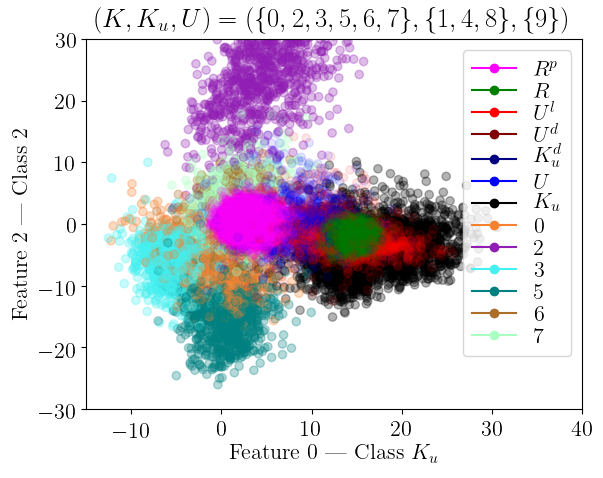 (K, K_u, U) = ({0, 2, 3, 5, 6, 7}, {1, 4, 8}, {9})
30
20
10
0
−10
−20
−30
Feature 2 — Class 2
R^p
R
U^l
U^d
K_u^d
U
K_u
0
2
3
5
6
7
−10
0
10
20
30
40
Feature 0 — Class K_u